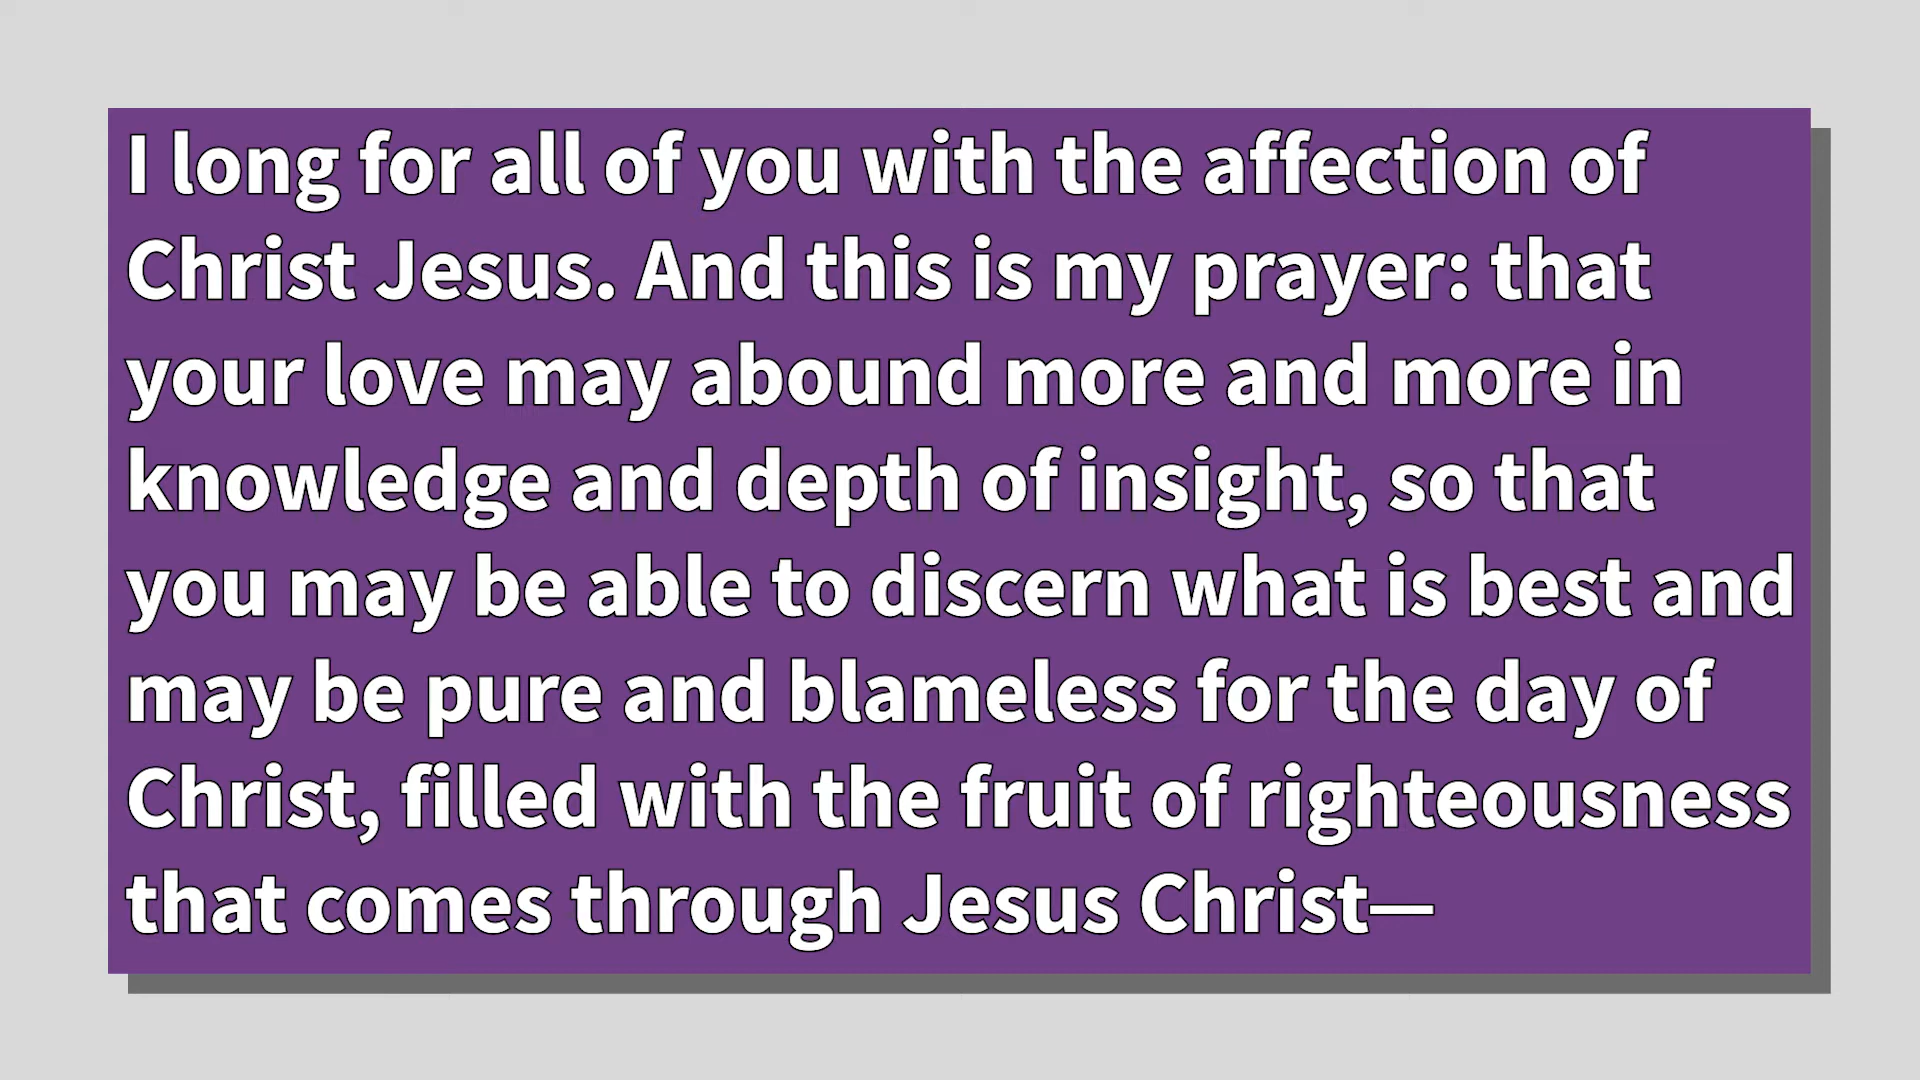 I long for all of you with the affection of
Christ Jesus. And this is my prayer: that
your love may abound more and more in
knowledge and depth of insight, so that
you may be able to discern what is best and
may be pure and blameless for the day of
Christ, filled with the fruit of righteousness
that comes through Jesus Christ—